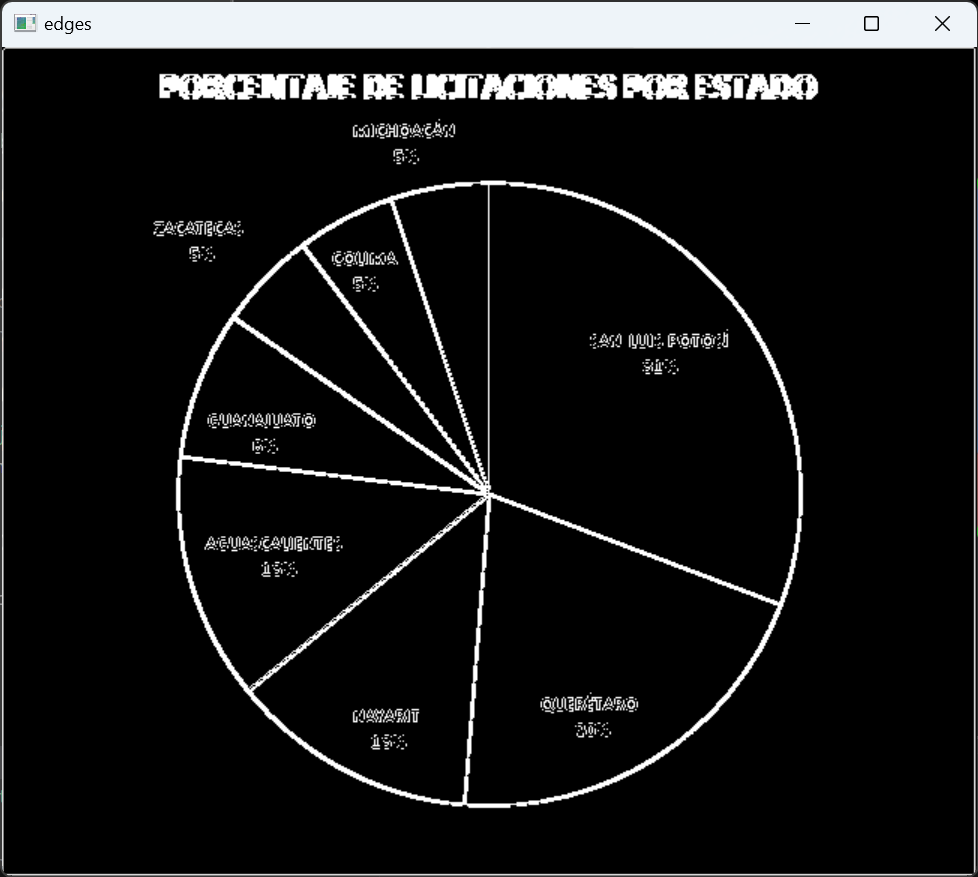 edges
PORCENTAJE DE LICITACIONES POR ESTADO
MICHOACÁN
5%
ZACATECAS
5%
COLIMA
5%
SAN LUIS POTOSÍ
31%
GUANAJUATO
8%
AGUASCALIENTES
13%
QUERÉTARO
20%
NAYARIT
13%